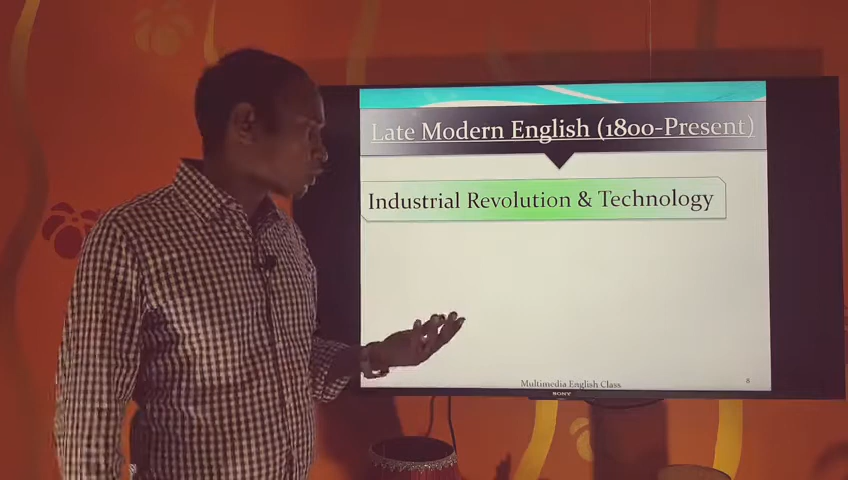 Late Modern English (1800-Present)
Industrial Revolution & Technology
Multimedia English Class
8
SONY